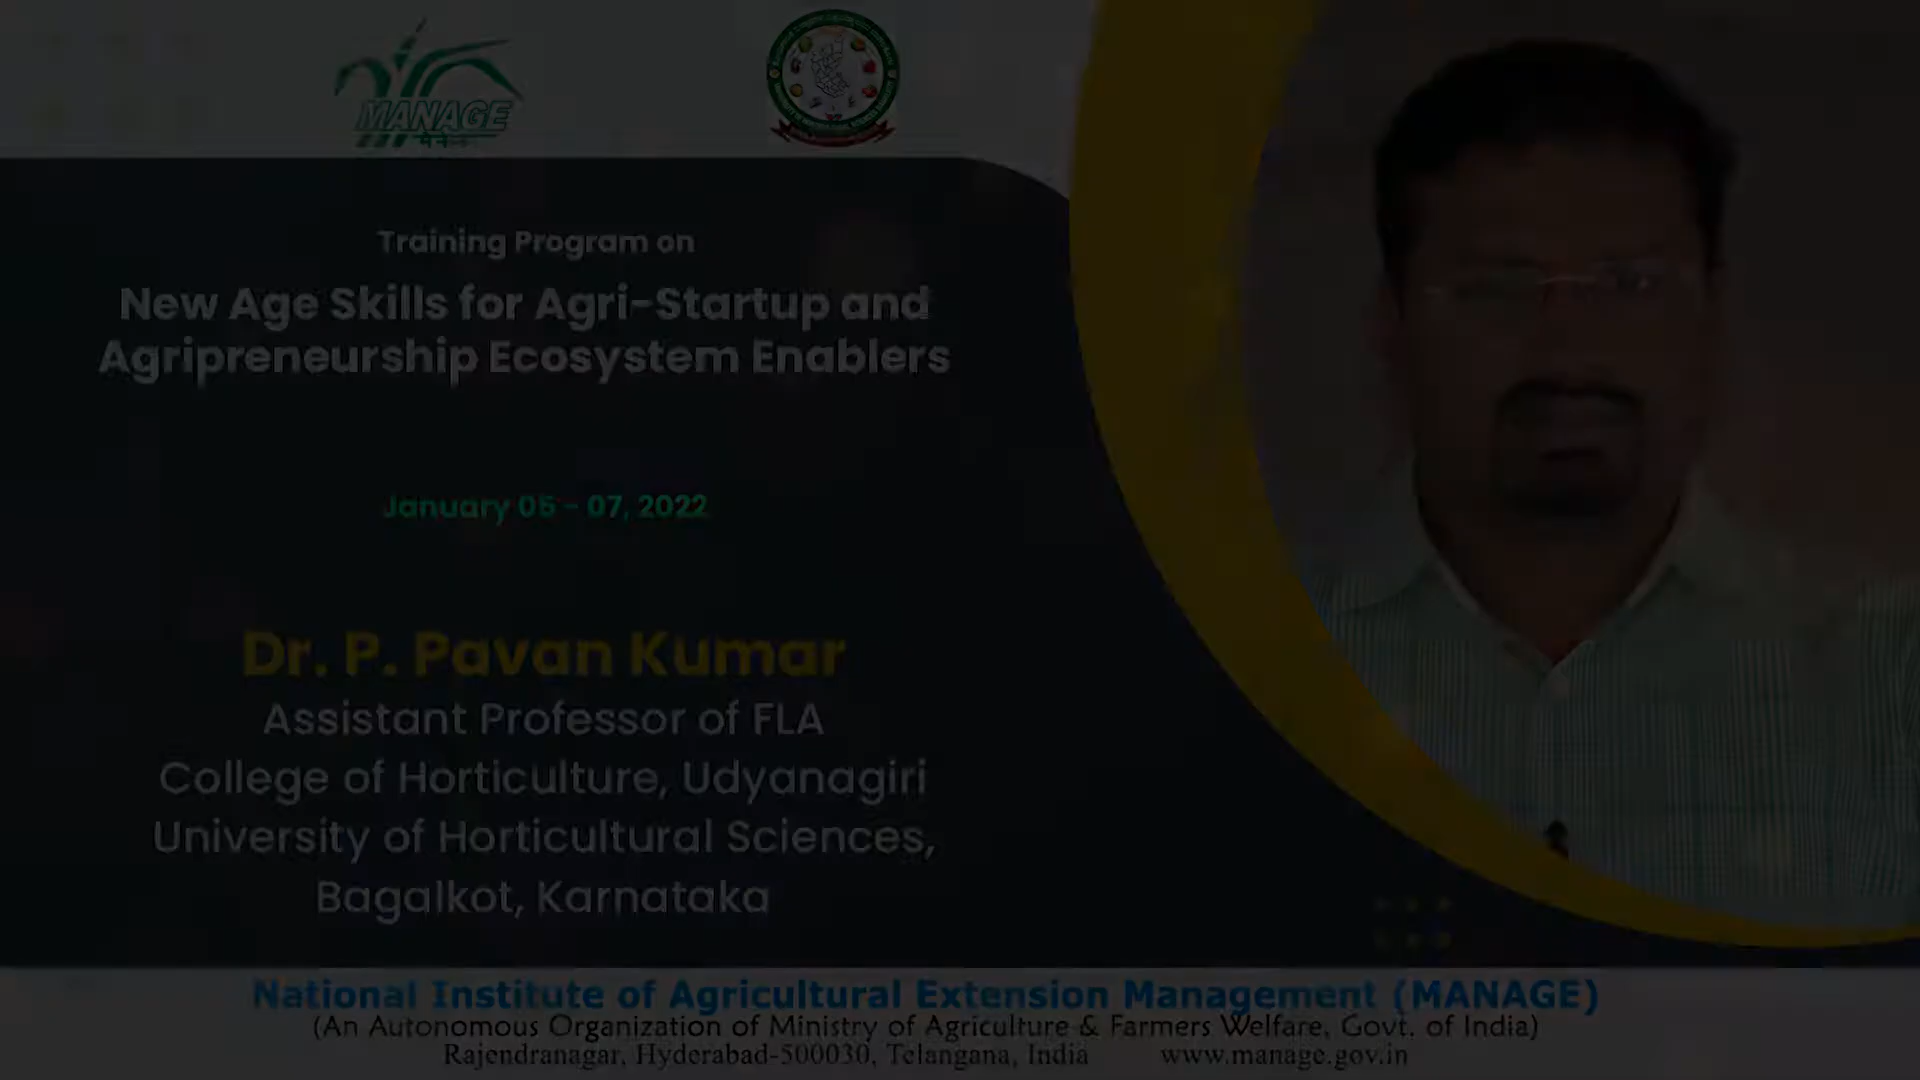 MANAGE
Training Program on
New Age Skills for Agri-Startup and
Agripreneurship Ecosystem Enablers
January 05 - 07, 2022
Dr. P. Pavan Kumar
Assistant Professor of FLA
College of Horticulture, Udyanagiri
University of Horticultural Sciences,
Bagalkot, Karnataka
National Institute of Agricultural Extension Management (MANAGE)
(An Autonomous Organization of Ministry of Agriculture & Farmers Welfare, Govt. of India)
Rajendranagar, Hyderabad-500030, Telangana, India www.manage.gov.in